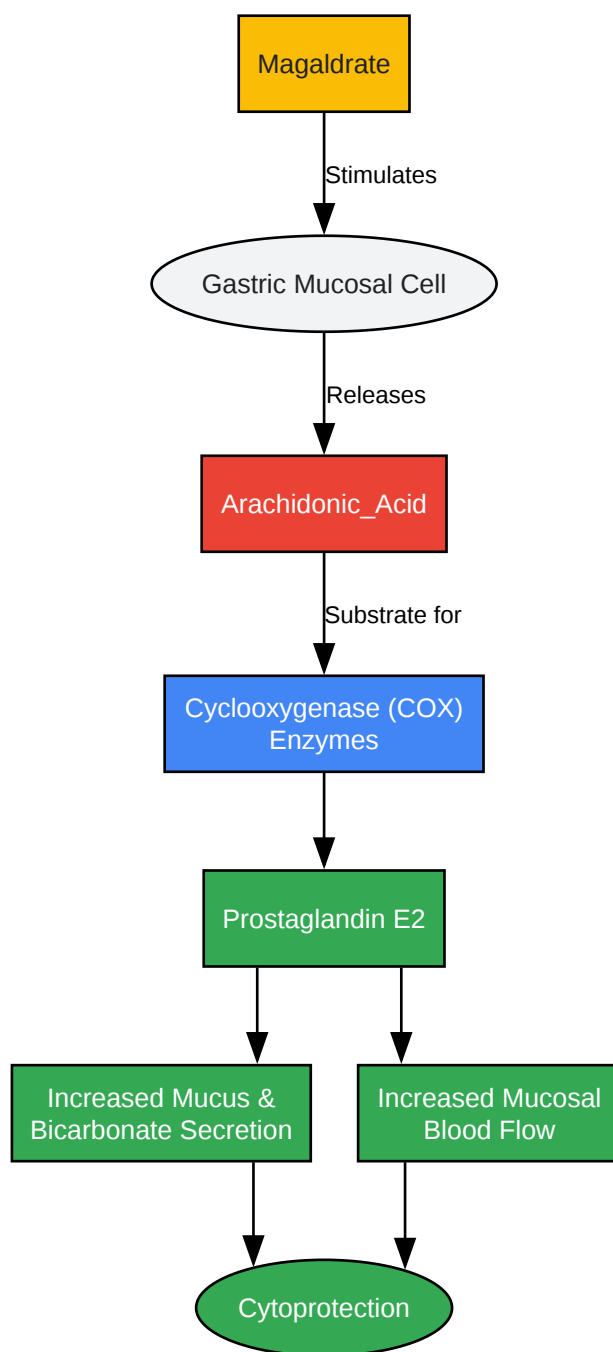 Magaldrate
Stimulates
Gastric Mucosal Cell
Releases
Arachidonic_Acid
Substrate for
Cyclooxygenase (COX)
Enzymes
Prostaglandin E2
Increased Mucus &
Bicarbonate Secretion
Increased Mucosal
Blood Flow
Cytoprotection